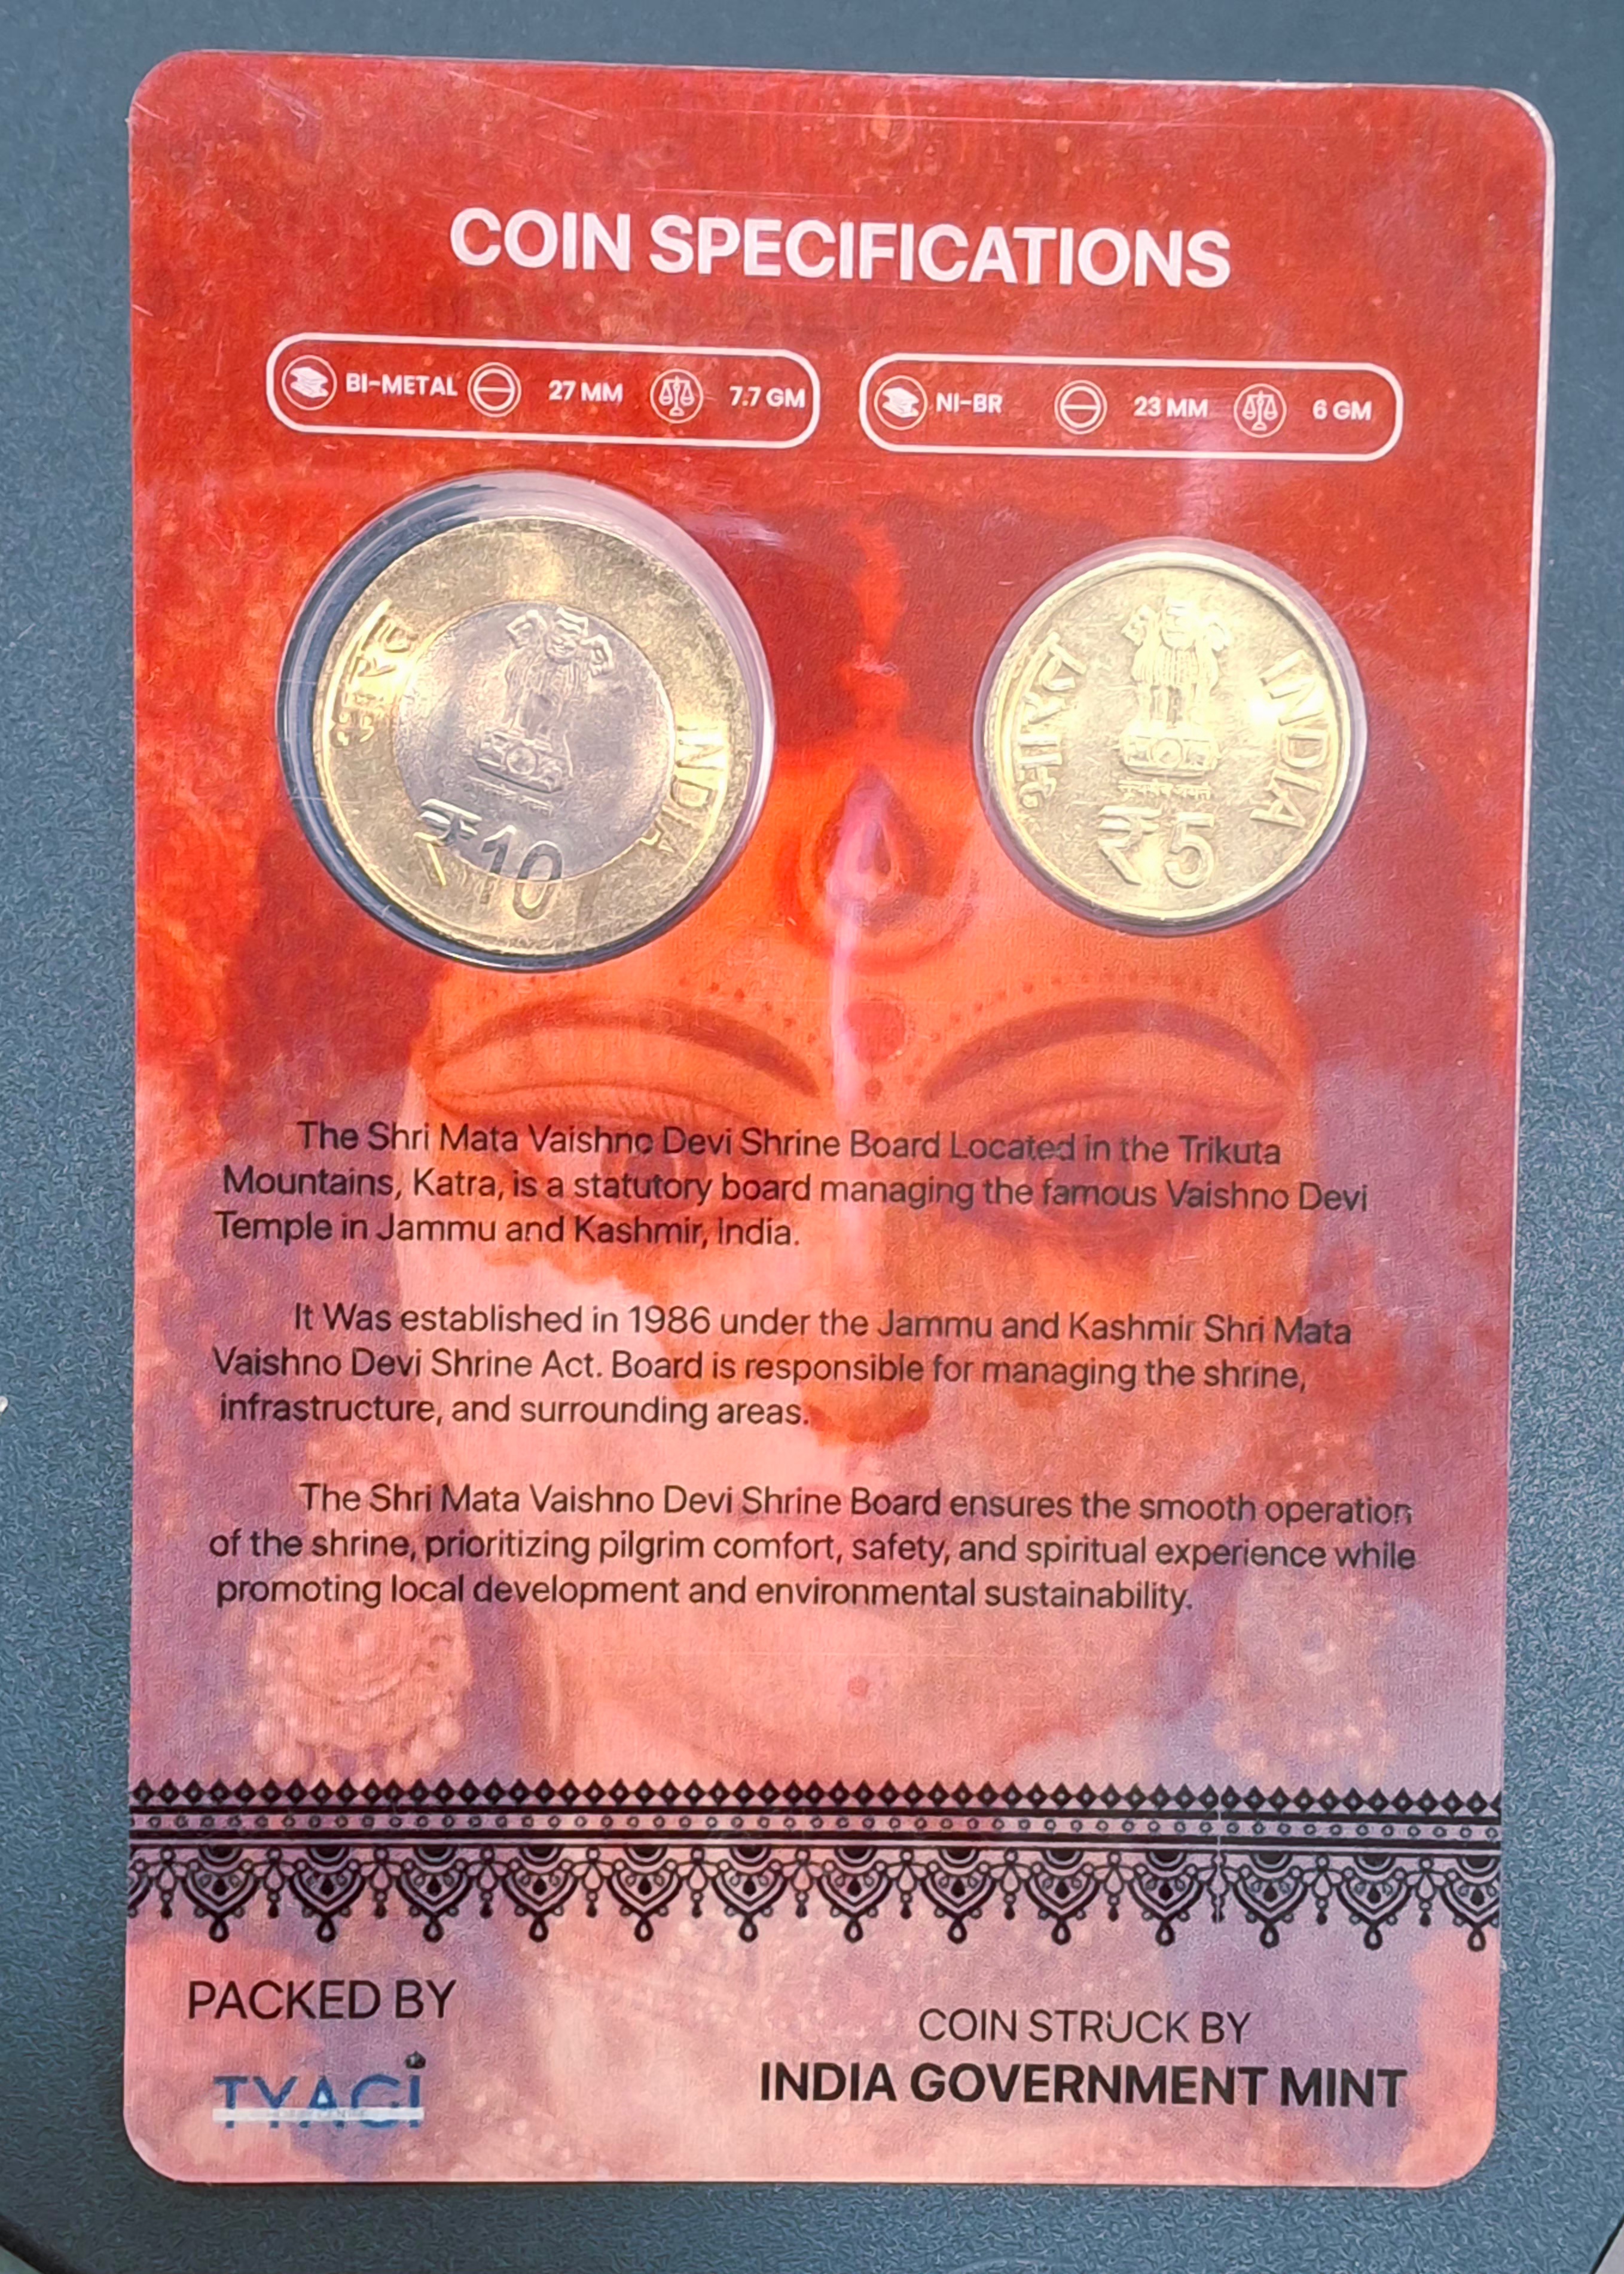 COIN SPECIFICATIONS
BI-METAL 27 MM 7.7 GM
NI-BR 23 MM 6 GM
भारत
INDIA
₹10
भारत
INDIA
सत्यमेव जयते
₹5
The Shri Mata Vaishno Devi Shrine Board Located in the Trikuta
Mountains, Katra, is a statutory board managing the famous Vaishno Devi
Temple in Jammu and Kashmir, India.
It Was established in 1986 under the Jammu and Kashmir Shri Mata
Vaishno Devi Shrine Act. Board is responsible for managing the shrine,
infrastructure, and surrounding areas.
The Shri Mata Vaishno Devi Shrine Board ensures the smooth operation
of the shrine, prioritizing pilgrim comfort, safety, and spiritual experience while
promoting local development and environmental sustainability.
PACKED BY
TYAGI
COIN STRUCK BY
INDIA GOVERNMENT MINT